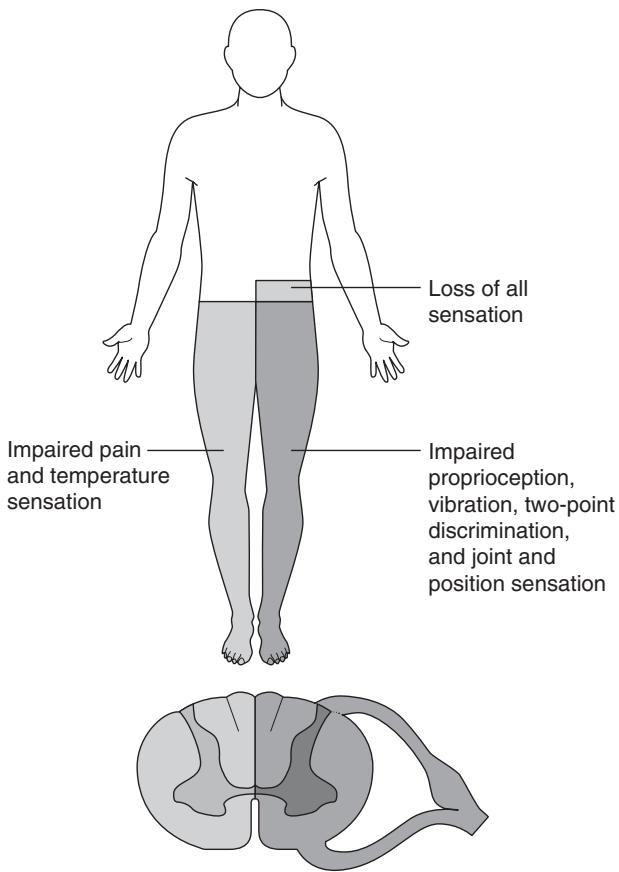 Loss of all
sensation
Impaired pain
and temperature
sensation
Impaired
proprioception,
vibration, two-point
discrimination,
and joint and
position sensation